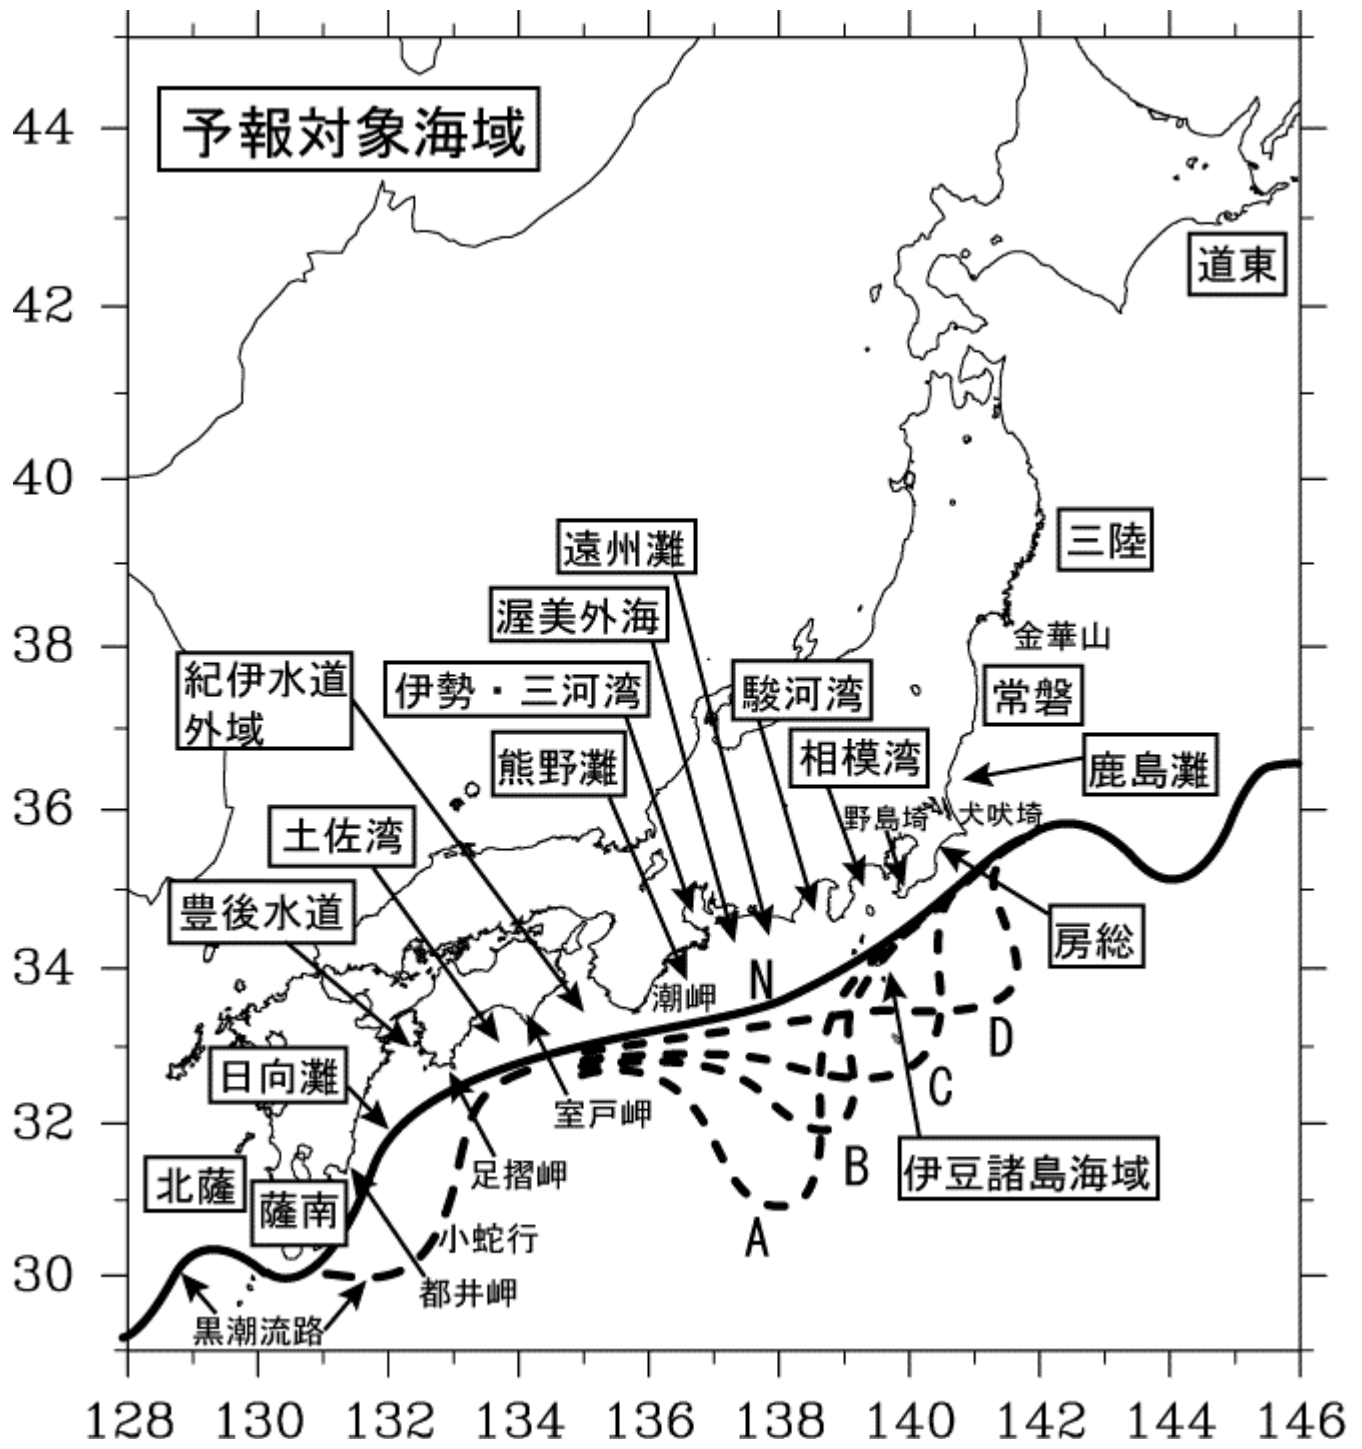 予報対象海域
44
道東
42
40
遠州灘
三陸
渥美外海
38
金華山
紀伊水道
外域
伊勢・三河湾
駿河湾
常磐
熊野灘
相模湾
鹿島灘
36
土佐湾
野島埼
犬吠埼
豊後水道
房総
34
潮岬
N
D
日向灘
C
32
室戸岬
B
北薩
足摺岬
伊豆諸島海域
薩南
小蛇行
A
30
都井岬
黒潮流路
128
130
132
134
136
138
140
142
144
146